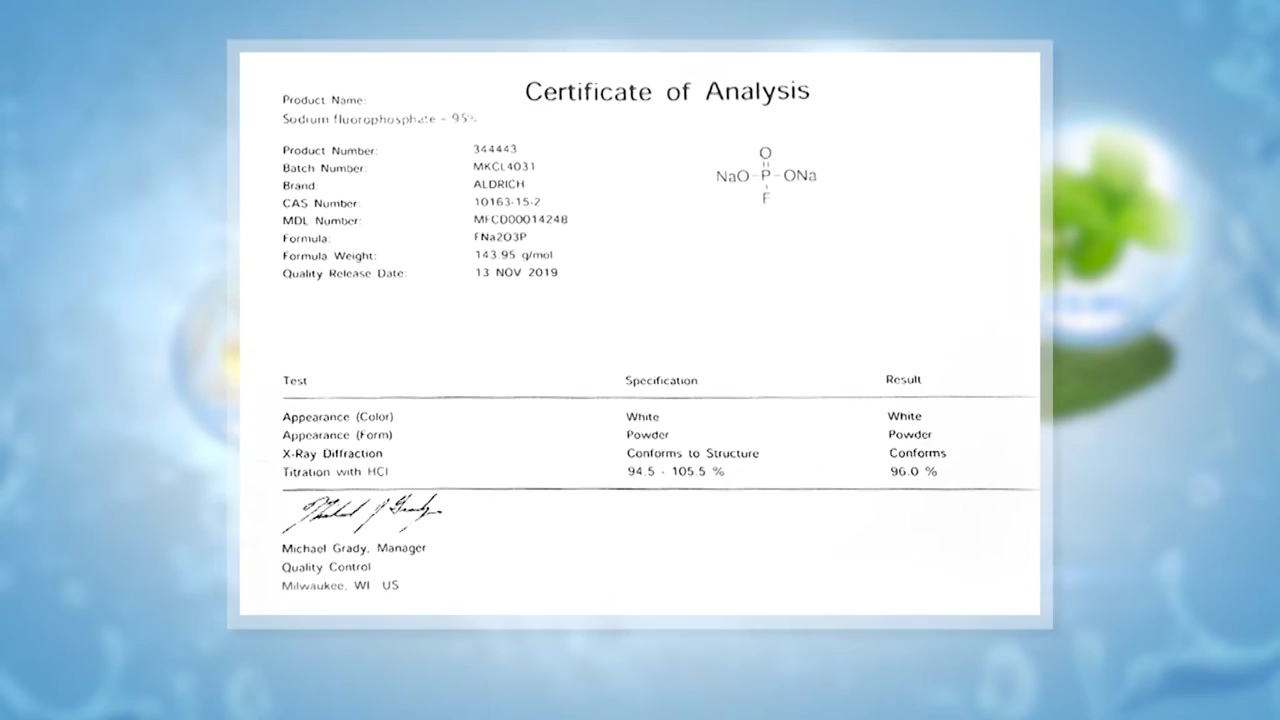 Certificate of Analysis
Product Name:
Sodium fluorophosphate - 95%
Product Number: 344443
Batch Number: MKCL4031
Brand: ALDRICH
CAS Number: 10163-15-2
MDL Number: MFCD00014248
Formula: FNa2O3P
Formula Weight: 143.95 g/mol
Quality Release Date: 13 NOV 2019
O
NaO-P-ONa
F
Test Specification Result
Appearance (Color) White White
Appearance (Form) Powder Powder
X-Ray Diffraction Conforms to Structure Conforms
Titration with HCl 94.5 - 105.5 % 96.0 %
Michael J Grady
Michael Grady, Manager
Quality Control
Milwaukee, WI US